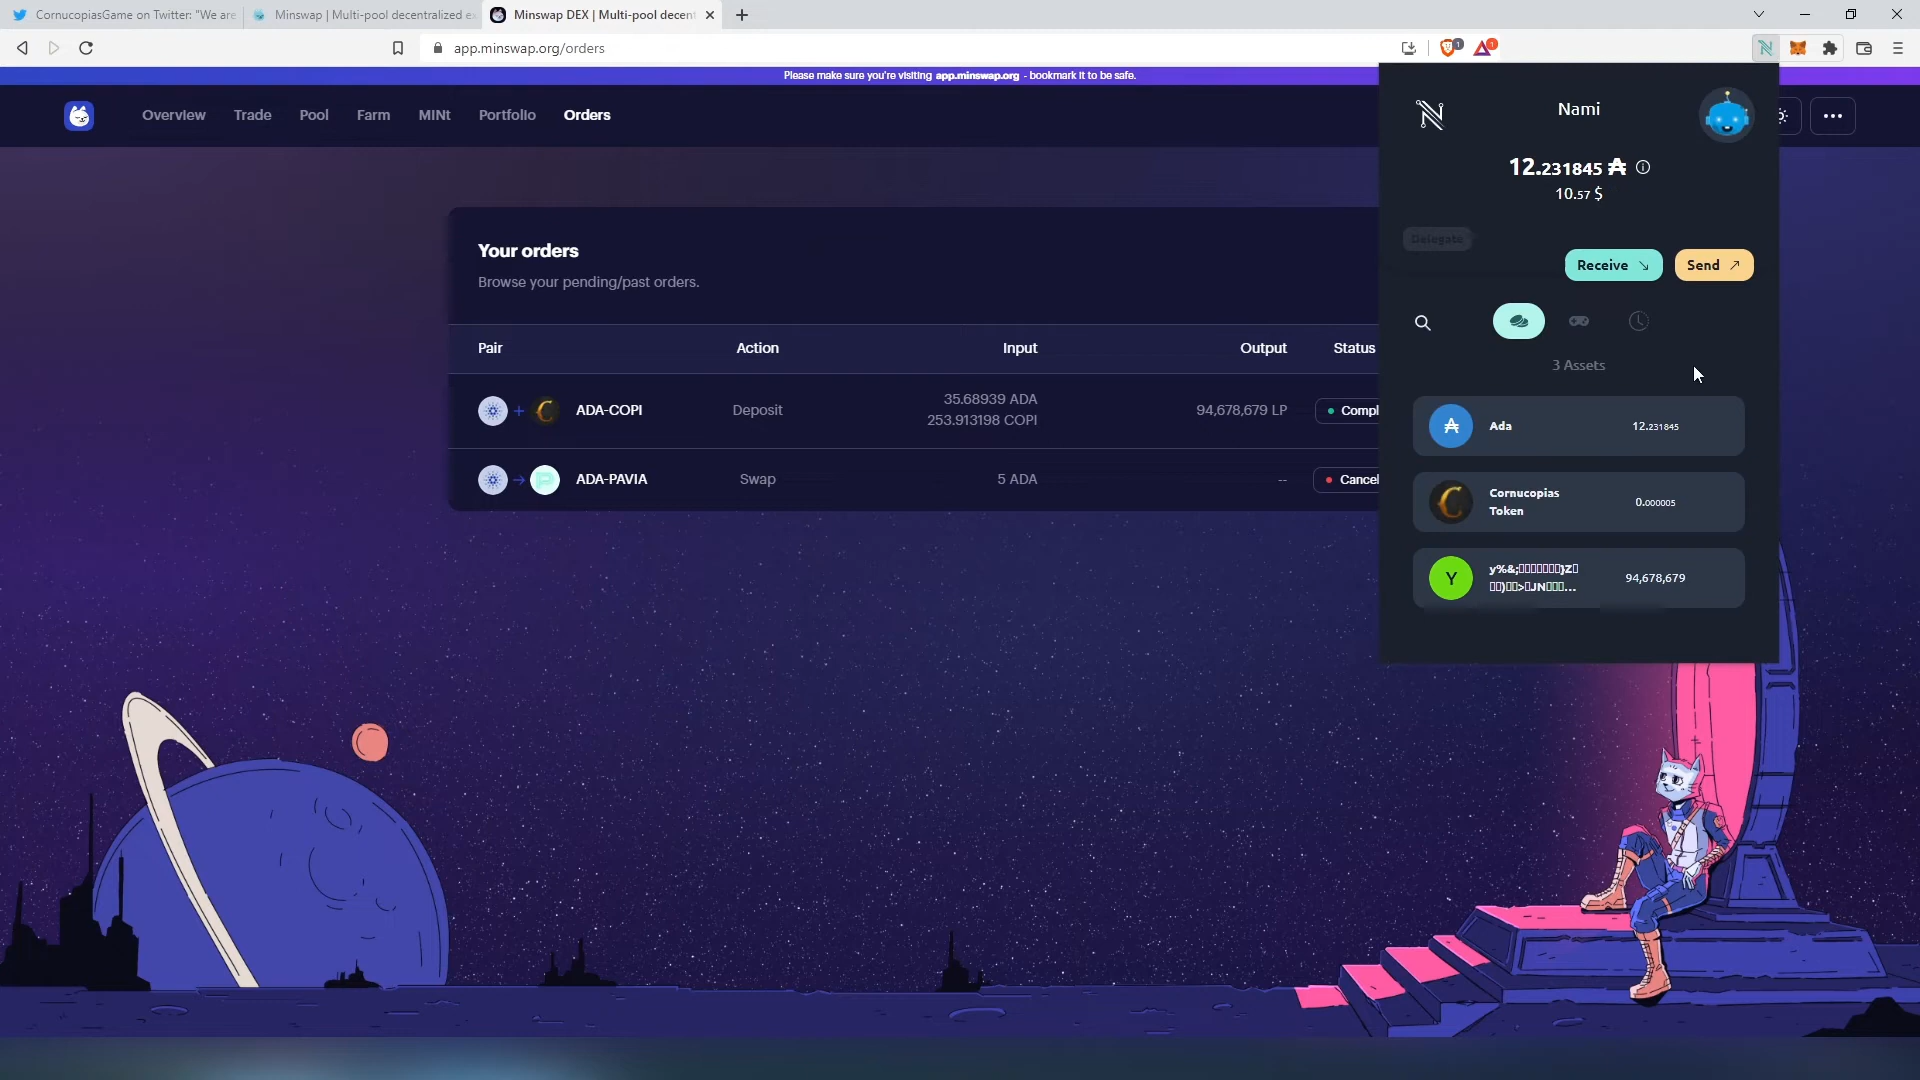 CornucopiasGame on Twitter: "We are
Minswap | Multi-pool decentralized ex
Minswap DEX | Multi-pool decent
app.minswap.org/orders
1
1
Please make sure you're visiting app.minswap.org - bookmark it to be safe.
Overview Trade Pool Farm MINt Portfolio Orders
Your orders
Browse your pending/past orders.
Pair Action Input Output Status
ADA-COPI Deposit 35.68939 ADA 94,678,679 LP Compl
253.913198 COPI
ADA-PAVIA Swap 5 ADA -- Cancel
Nami
12.231845 ₳
10.57 $
Delegate
Receive Send
3 Assets
Ada 12.231845
Cornucopias
Token
0.000005
Y
94,678,679